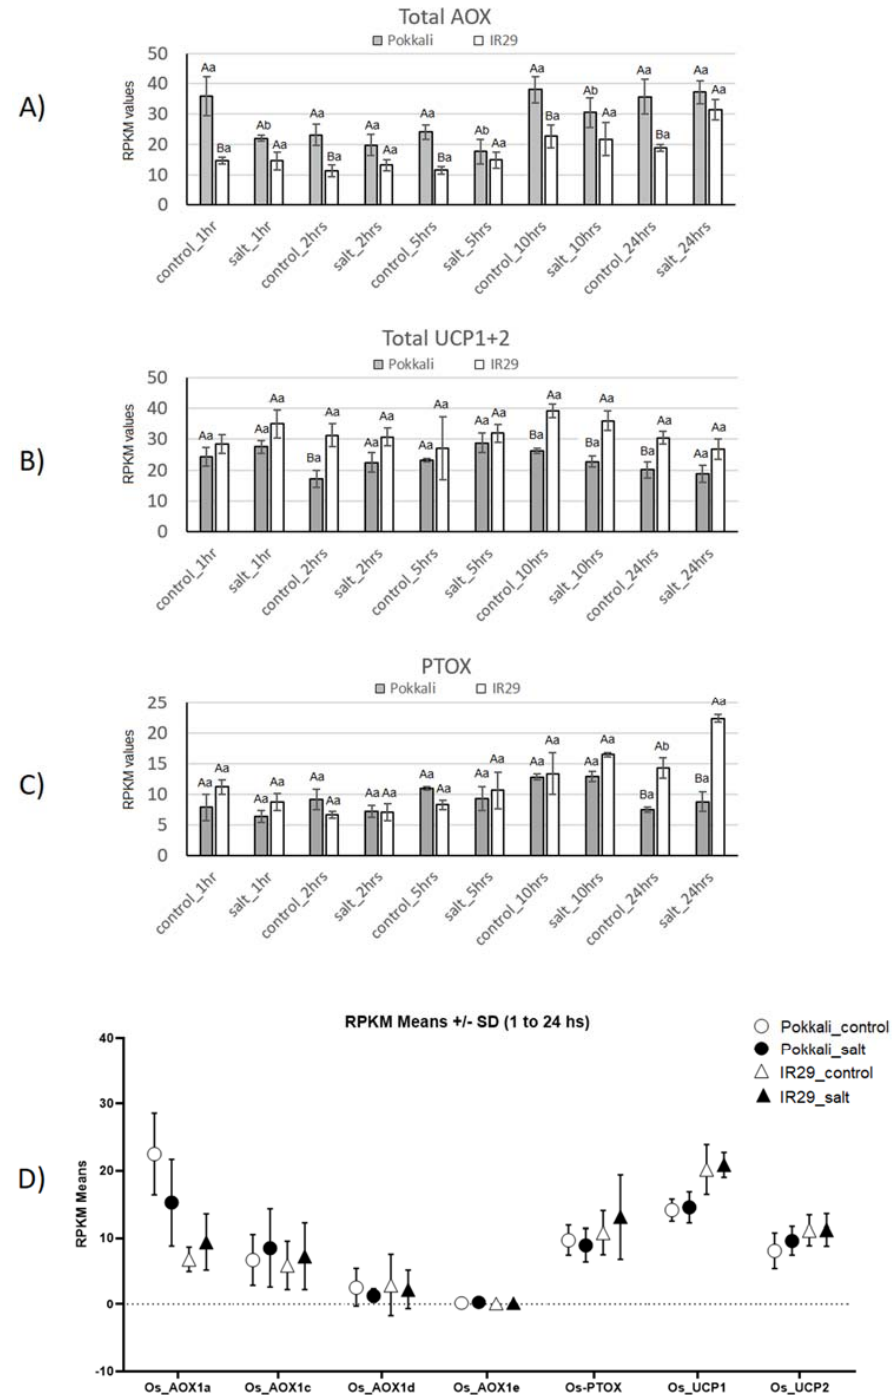 Total AOX
Pokkali IR29
A)
RPKM values
50
40
30
20
10
0
Aa Ba Ab Aa Aa Ba Aa Aa Aa Ba Ab Aa Aa Ba Ab Aa Aa Ba Aa Aa
control_1hr salt_1hr control_2hrs salt_2hrs control_5hrs salt_5hrs control_10hrs salt_10hrs control_24hrs salt_24hrs
Total UCP1+2
Pokkali IR29
B)
RPKM values
50
40
30
20
10
0
Aa Aa Aa Aa Ba Aa Aa Aa Aa Aa Aa Aa Ba Aa Ba Aa Ba Aa Aa Aa
control_1hr salt_1hr control_2hrs salt_2hrs control_5hrs salt_5hrs control_10hrs salt_10hrs control_24hrs salt_24hrs
PTOX
Pokkali IR29
C)
RPKM values
25
20
15
10
5
0
Aa Aa Aa Aa Aa Aa Aa Aa Aa Aa Aa Aa Aa Aa Aa Aa Ba Ab Ba Aa
control_1hr salt_1hr control_2hrs salt_2hrs control_5hrs salt_5hrs control_10hrs salt_10hrs control_24hrs salt_24hrs
RPKM Means +/- SD (1 to 24 hs)
Pokkali_control
Pokkali_salt
IR29_control
IR29_salt
D)
RPKM Means
40
30
20
10
0
-10
Os_AOX1a Os_AOX1c Os_AOX1d Os_AOX1e Os-PTOX Os_UCP1 Os_UCP2